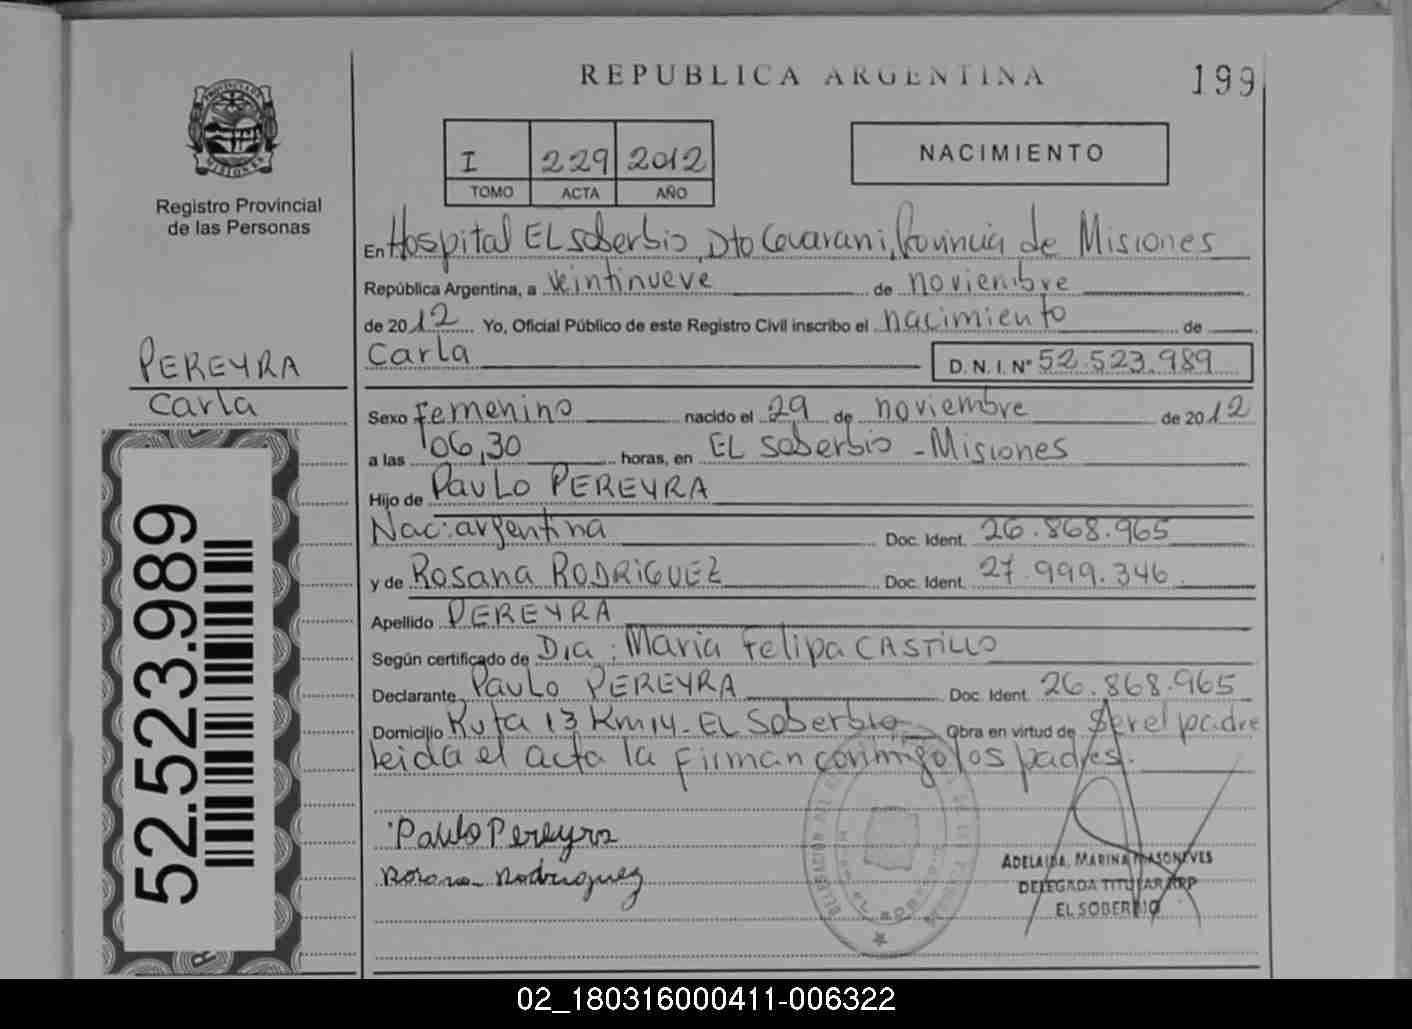 REPUBLICA ARGENTINA
199
I 229 2012
TOMO ACTA AÑO
NACIMIENTO
PROVINCIA DE
MISIONES
Registro Provincial
de las Personas
En Hospital EL soberbio, Dto Guarani, Provincia de Misiones
República Argentina, a veintinueve de noviembre
de 2012 Yo, Oficial Público de este Registro Civil inscribo el nacimiento de
Carla D.N.I. Nº 52.523.989
PEREYRA
Carla
Sexo Femenino nacido el 29 de noviembre de 2012
a las 06,30 horas, en EL Soberbio - Misiones
Hijo de PauLo PEREYRA
Nac: argentina Doc. Ident. 26.868.965
y de Rosana RODRIGUEZ Doc. Ident. 27.999.346
Apellido PEREYRA
Según certificado de Dra: Maria Felipa CASTILLO
Declarante PauLo PEREYRA Doc. Ident. 26.868.965
Domicilio Ruta 13 Km 14 - EL Soberbio Obra en virtud de Ser el padre
leida el acta la firman conmigo los padres.
52.523.989
Pablo Pereyra
Rosana Rodriguez
ADELAIDA, MARINA
DELEGADA TITULAR RP
EL SOBERBIO
02_180316000411-006322